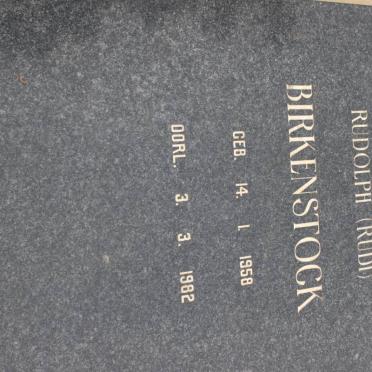 RUDOLPH (RUDI)
BIRKENSTOCK
GEB. 14. 1. 1958
OORL. 3. 3. 1982